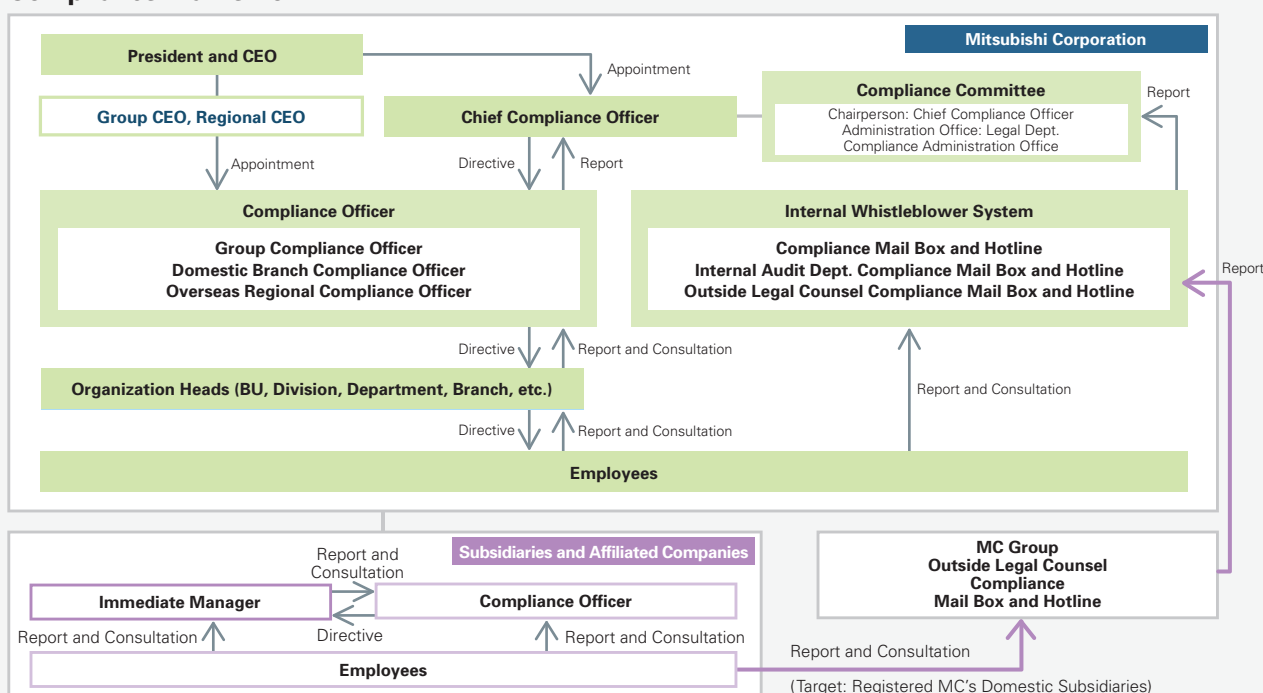 Mitsubishi Corporation
President and CEO
Appointment
Group CEO, Regional CEO
Chief Compliance Officer
Compliance Committee
Chairperson: Chief Compliance Officer
Administration Office: Legal Dept.
Compliance Administration Office
Report
Appointment
Directive
Report
Compliance Officer
Group Compliance Officer
Domestic Branch Compliance Officer
Overseas Regional Compliance Officer
Internal Whistleblower System
Compliance Mail Box and Hotline
Internal Audit Dept. Compliance Mail Box and Hotline
Outside Legal Counsel Compliance Mail Box and Hotline
Report
Directive
Report and Consultation
Organization Heads (BU, Division, Department, Branch, etc.)
Report and Consultation
Directive
Report and Consultation
Employees
Subsidiaries and Affiliated Companies
Report and
Consultation
Immediate Manager
Compliance Officer
Report and Consultation
Directive
Report and Consultation
Employees
MC Group
Outside Legal Counsel
Compliance
Mail Box and Hotline
Report and Consultation
(Target: Registered MC's Domestic Subsidiaries)